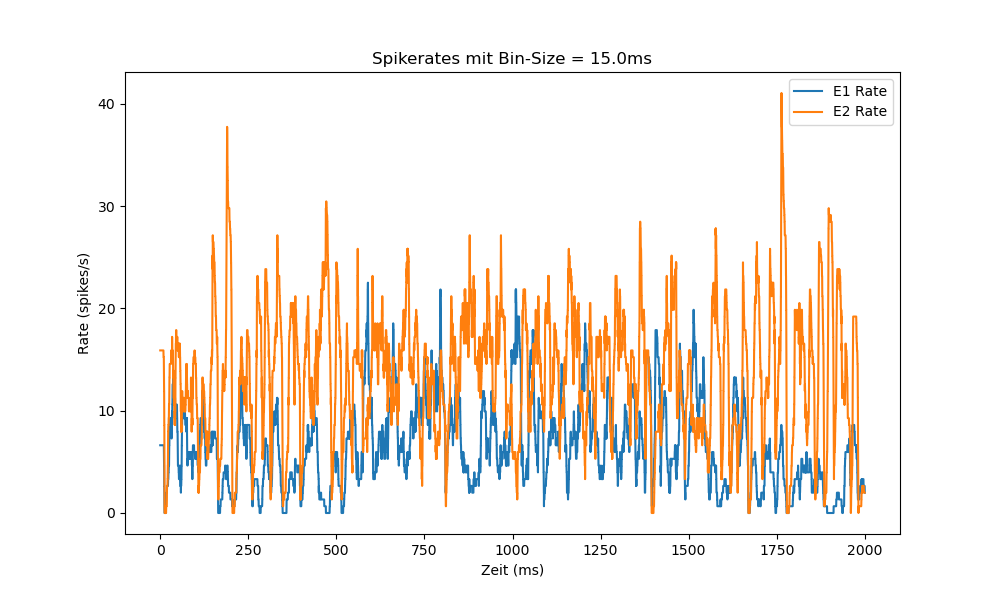 Spikerates mit Bin-Size = 15.0ms
E1 Rate
E2 Rate
Rate (spikes/s)
40
30
20
10
0
0 250 500 750 1000 1250 1500 1750 2000
Zeit (ms)